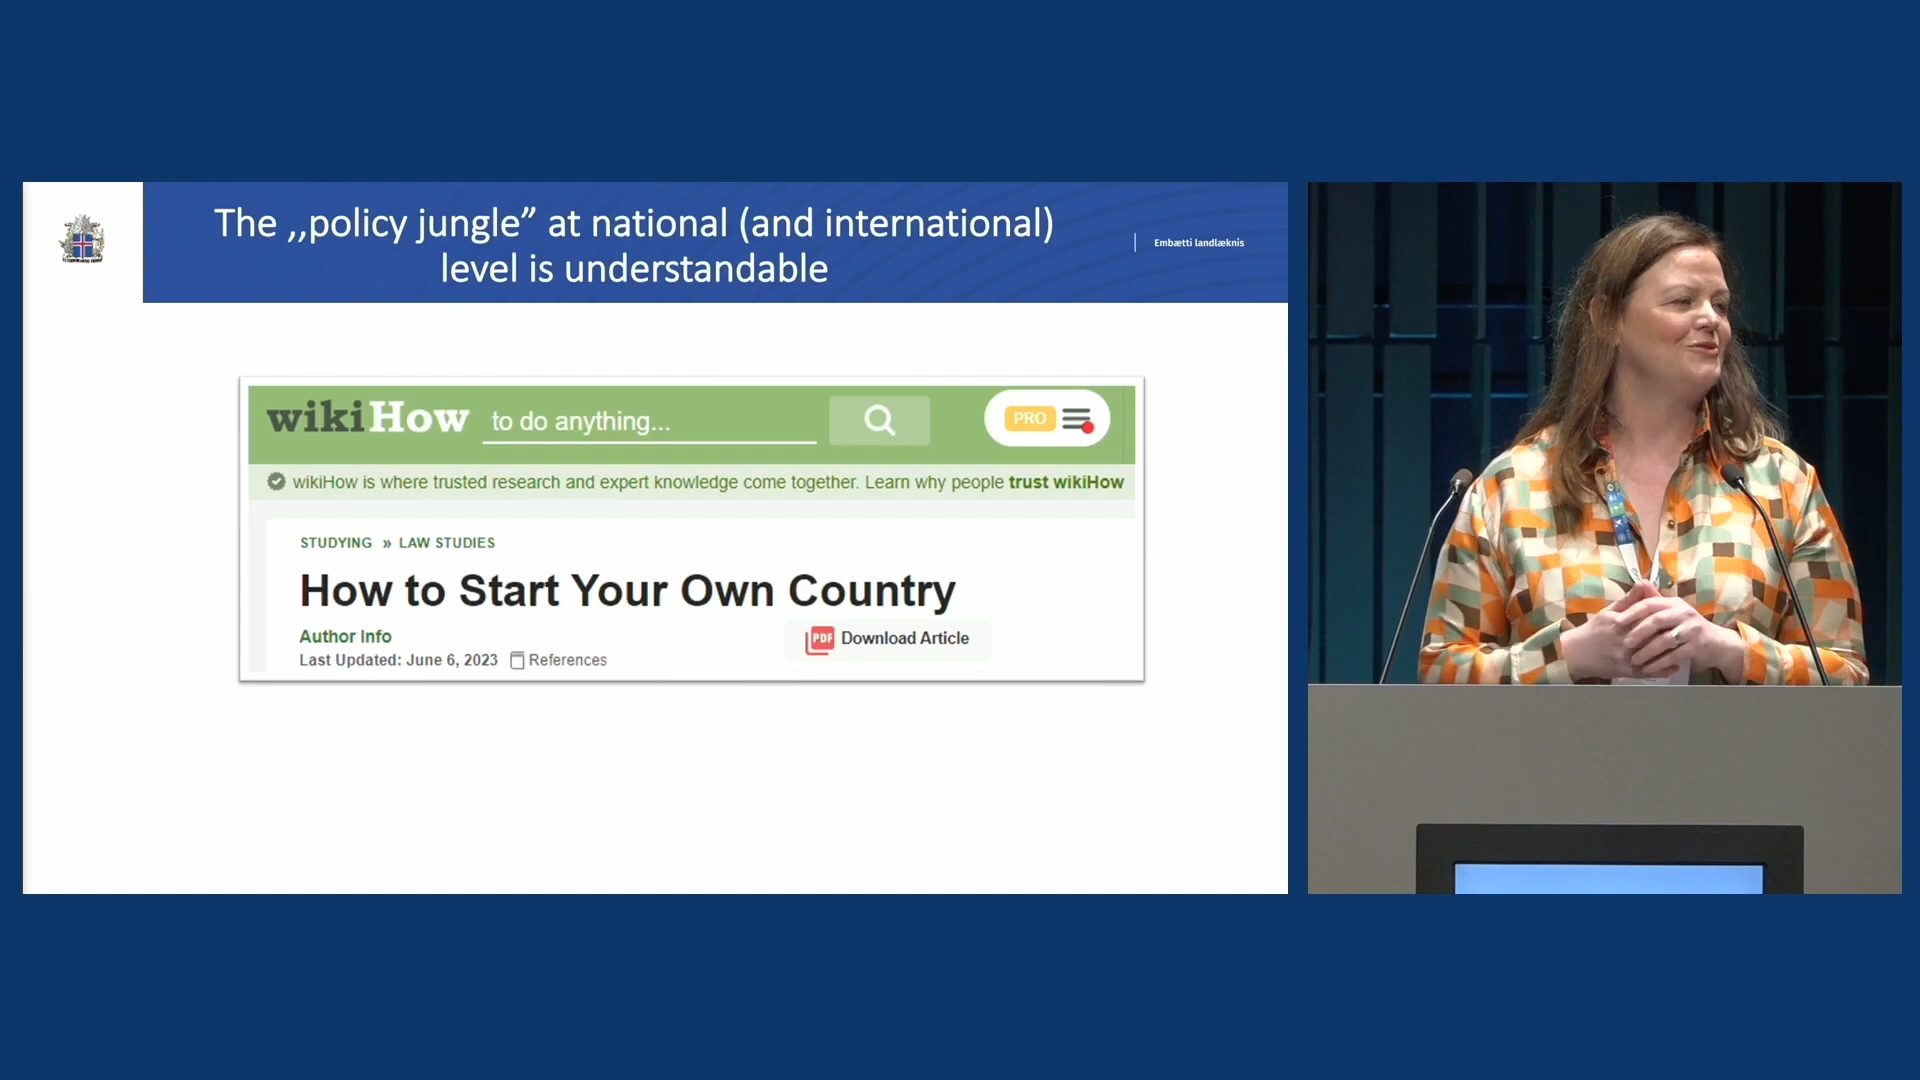 The ,,policy jungle” at national (and international)
level is understandable
Embætti landlæknis
wikiHow to do anything...
PRO
wikiHow is where trusted research and expert knowledge come together. Learn why people trust wikiHow
STUDYING » LAW STUDIES
How to Start Your Own Country
Author Info
PDF Download Article
Last Updated: June 6, 2023 References